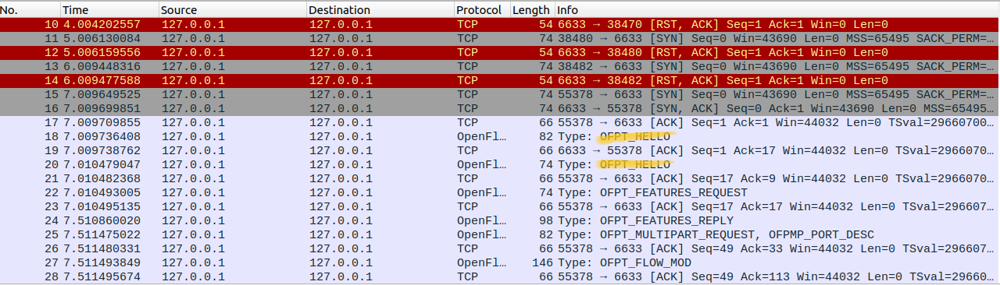 No. Time Source Destination Protocol Length Info
10 4.004202557 127.0.0.1 127.0.0.1 TCP 54 6633 → 38470 [RST, ACK] Seq=1 Ack=1 Win=0 Len=0
11 5.006130084 127.0.0.1 127.0.0.1 TCP 74 38480 → 6633 [SYN] Seq=0 Win=43690 Len=0 MSS=65495 SACK_PERM=…
12 5.006159556 127.0.0.1 127.0.0.1 TCP 54 6633 → 38480 [RST, ACK] Seq=1 Ack=1 Win=0 Len=0
13 6.009448316 127.0.0.1 127.0.0.1 TCP 74 38482 → 6633 [SYN] Seq=0 Win=43690 Len=0 MSS=65495 SACK_PERM=…
14 6.009477588 127.0.0.1 127.0.0.1 TCP 54 6633 → 38482 [RST, ACK] Seq=1 Ack=1 Win=0 Len=0
15 7.009649525 127.0.0.1 127.0.0.1 TCP 74 55378 → 6633 [SYN] Seq=0 Win=43690 Len=0 MSS=65495 SACK_PERM=…
16 7.009699851 127.0.0.1 127.0.0.1 TCP 74 6633 → 55378 [SYN, ACK] Seq=0 Ack=1 Win=43690 Len=0 MSS=65495…
17 7.009709855 127.0.0.1 127.0.0.1 TCP 66 55378 → 6633 [ACK] Seq=1 Ack=1 Win=44032 Len=0 TSval=29660700…
18 7.009736408 127.0.0.1 127.0.0.1 OpenFl… 82 Type: OFPT_HELLO
19 7.009738762 127.0.0.1 127.0.0.1 TCP 66 6633 → 55378 [ACK] Seq=1 Ack=17 Win=44032 Len=0 TSval=2966070…
20 7.010479047 127.0.0.1 127.0.0.1 OpenFl… 74 Type: OFPT_HELLO
21 7.010482368 127.0.0.1 127.0.0.1 TCP 66 55378 → 6633 [ACK] Seq=17 Ack=9 Win=44032 Len=0 TSval=2966070…
22 7.010493005 127.0.0.1 127.0.0.1 OpenFl… 74 Type: OFPT_FEATURES_REQUEST
23 7.010495135 127.0.0.1 127.0.0.1 TCP 66 55378 → 6633 [ACK] Seq=17 Ack=17 Win=44032 Len=0 TSval=296607…
24 7.510860020 127.0.0.1 127.0.0.1 OpenFl… 98 Type: OFPT_FEATURES_REPLY
25 7.511475022 127.0.0.1 127.0.0.1 OpenFl… 82 Type: OFPT_MULTIPART_REQUEST, OFPMP_PORT_DESC
26 7.511480331 127.0.0.1 127.0.0.1 TCP 66 55378 → 6633 [ACK] Seq=49 Ack=33 Win=44032 Len=0 TSval=296607…
27 7.511493849 127.0.0.1 127.0.0.1 OpenFl… 146 Type: OFPT_FLOW_MOD
28 7.511495674 127.0.0.1 127.0.0.1 TCP 66 55378 → 6633 [ACK] Seq=49 Ack=113 Win=44032 Len=0 TSval=29660…